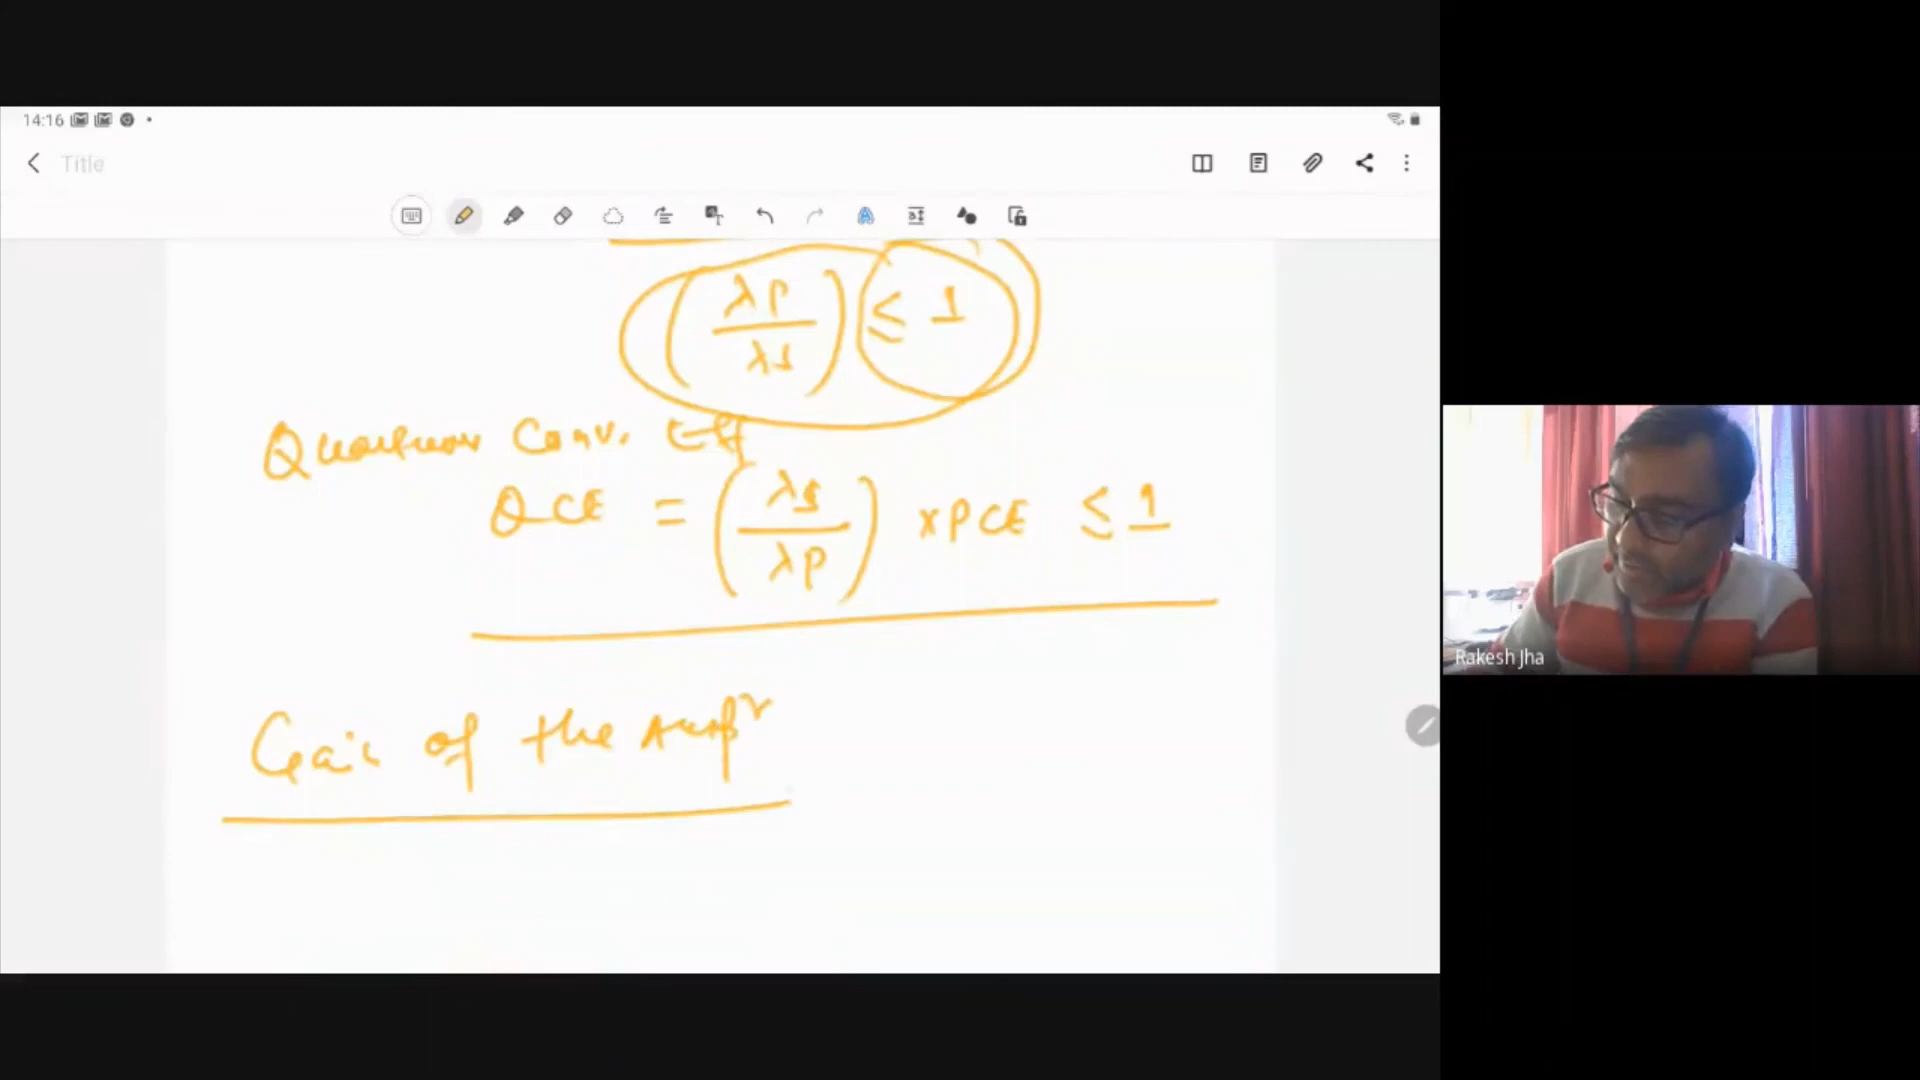 14:16
Title
(λP/λs) ≤ 1
Quantum Conv. Eff
QCE = (λs/λP) × PCE ≤ 1
Gain of the Ampr
Rakesh Jha